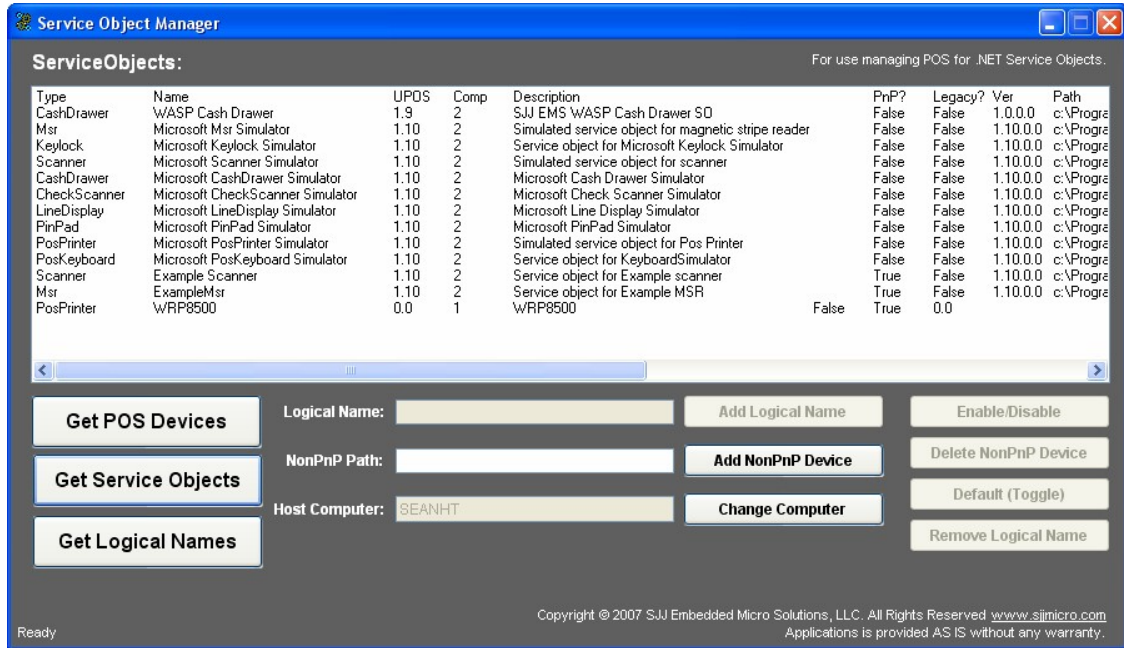 Service Object Manager
ServiceObjects:
For use managing POS for .NET Service Objects.
Type Name UPOS Comp Description PnP? Legacy? Ver Path
CashDrawer WASP Cash Drawer 1.9 2 SJJ EMS WASP Cash Drawer SO False False 1.0.0.0 c:\Progra
Msr Microsoft Msr Simulator 1.10 2 Simulated service object for magnetic stripe reader False False 1.10.0.0 c:\Progra
Keylock Microsoft Keylock Simulator 1.10 2 Service object for Microsoft Keylock Simulator False False 1.10.0.0 c:\Progra
Scanner Microsoft Scanner Simulator 1.10 2 Simulated service object for scanner False False 1.10.0.0 c:\Progra
CashDrawer Microsoft CashDrawer Simulator 1.10 2 Microsoft Cash Drawer Simulator False False 1.10.0.0 c:\Progra
CheckScanner Microsoft CheckScanner Simulator 1.10 2 Microsoft Check Scanner Simulator False False 1.10.0.0 c:\Progra
LineDisplay Microsoft LineDisplay Simulator 1.10 2 Microsoft Line Display Simulator False False 1.10.0.0 c:\Progra
PinPad Microsoft PinPad Simulator 1.10 2 Microsoft PinPad Simulator False False 1.10.0.0 c:\Progra
PosPrinter Microsoft PosPrinter Simulator 1.10 2 Simulated service object for Pos Printer False False 1.10.0.0 c:\Progra
PosKeyboard Microsoft PosKeyboard Simulator 1.10 2 Service object for KeyboardSimulator False False 1.10.0.0 c:\Progra
Scanner Example Scanner 1.10 2 Service object for Example scanner True False 1.10.0.0 c:\Progra
Msr ExampleMsr 1.10 2 Service object for Example MSR True False 1.10.0.0 c:\Progra
PosPrinter WRP8500 0.0 1 WRP8500 False True 0.0
Get POS Devices
Logical Name:
Add Logical Name
Enable/Disable
NonPnP Path:
Add NonPnP Device
Delete NonPnP Device
Get Service Objects
Default (Toggle)
Host Computer: SEANHT
Change Computer
Get Logical Names
Remove Logical Name
Copyright © 2007 SJJ Embedded Micro Solutions, LLC. All Rights Reserved www.sjjmicro.com
Ready
Applications is provided AS IS without any warranty.